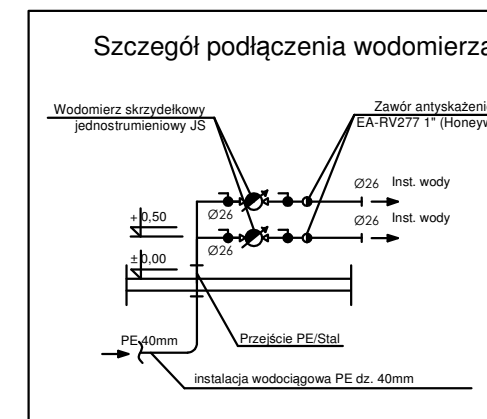 Szczegół podłączenia wodomierza
Wodomierz skrzydełkowy
jednostrumieniowy JS
Zawór antyskażenie
EA-RV277 1" (Honeyw
Ø26 Inst. wody
Ø26
+ 0,50
Ø26 Inst. wody
Ø26
± 0,00
PE 40mm
Przejście PE/Stal
instalacja wodociągowa PE dz. 40mm